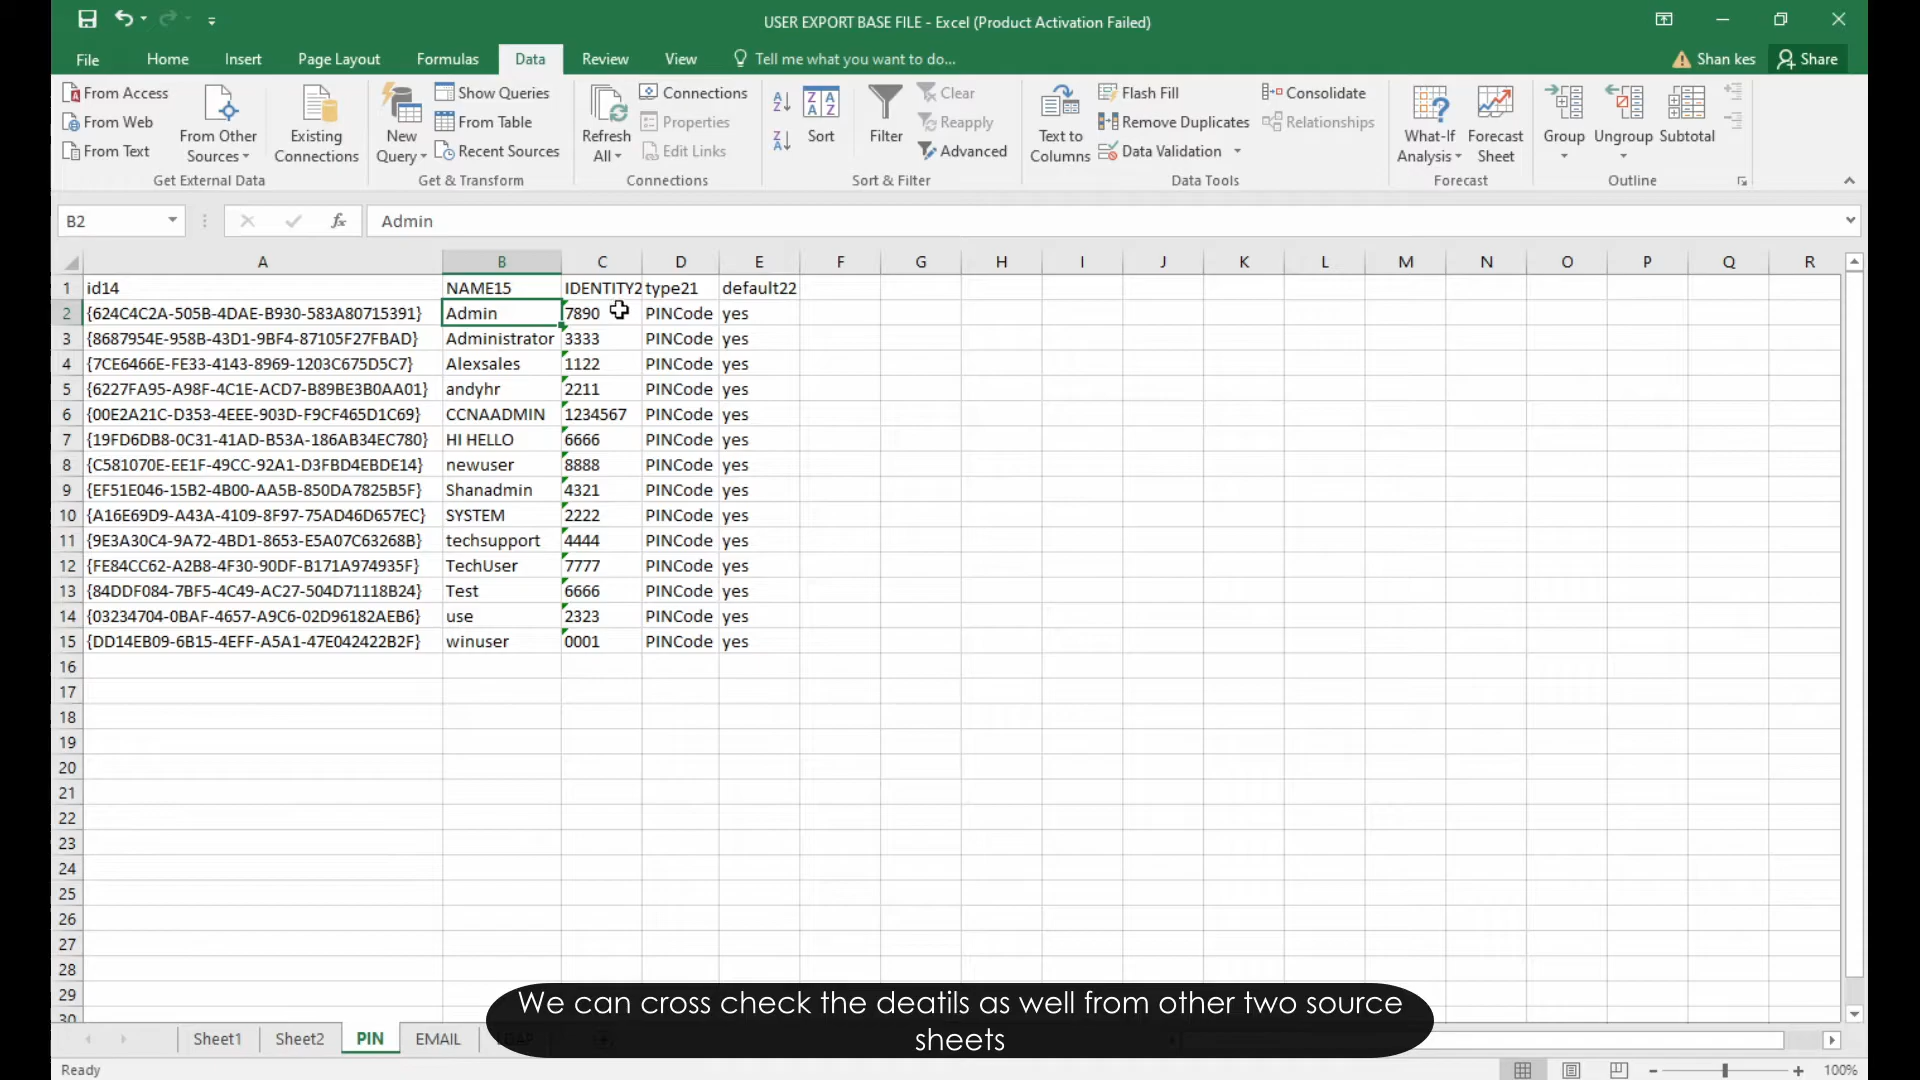 USER EXPORT BASE FILE - Excel (Product Activation Failed)
File Home Insert Page Layout Formulas Data Review View Tell me what you want to do... Shan kes Share
From Access
From Web
From Text
From Other
Sources
Existing
Connections
Get External Data
New
Query
Show Queries
From Table
Recent Sources
Get & Transform
Refresh
All
Connections
Properties
Edit Links
Connections
Sort
Filter
Clear
Reapply
Advanced
Sort & Filter
Text to
Columns
Flash Fill
Remove Duplicates
Data Validation
Consolidate
Relationships
Data Tools
What-If
Analysis
Forecast
Sheet
Forecast
Group
Ungroup
Subtotal
Outline
B2 fx Admin
A B C D E F G H I J K L M N O P Q R
1 id14 NAME15 IDENTITY2 type21 default22
2 {624C4C2A-505B-4DAE-B930-583A80715391} Admin 7890 PINCode yes
3 {8687954E-958B-43D1-9BF4-87105F27FBAD} Administrator 3333 PINCode yes
4 {7CE6466E-FE33-4143-8969-1203C675D5C7} Alexsales 1122 PINCode yes
5 {6227FA95-A98F-4C1E-ACD7-B89BE3B0AA01} andyhr 2211 PINCode yes
6 {00E2A21C-D353-4EEE-903D-F9CF465D1C69} CCNAADMIN 1234567 PINCode yes
7 {19FD6DB8-0C31-41AD-B53A-186AB34EC780} HI HELLO 6666 PINCode yes
8 {C581070E-EE1F-49CC-92A1-D3FBD4EBDE14} newuser 8888 PINCode yes
9 {EF51E046-15B2-4B00-AA5B-850DA7825B5F} Shanadmin 4321 PINCode yes
10 {A16E69D9-A43A-4109-8F97-75AD46D657EC} SYSTEM 2222 PINCode yes
11 {9E3A30C4-9A72-4BD1-8653-E5A07C63268B} techsupport 4444 PINCode yes
12 {FE84CC62-A2B8-4F30-90DF-B171A974935F} TechUser 7777 PINCode yes
13 {84DDF084-7BF5-4C49-AC27-504D71118B24} Test 6666 PINCode yes
14 {03234704-0BAF-4657-A9C6-02D96182AEB6} use 2323 PINCode yes
15 {DD14EB09-6B15-4EFF-A5A1-47E042422B2F} winuser 0001 PINCode yes
16
17
18
19
20
21
22
23
24
25
26
27
28
29
30
We can cross check the deatils as well from other two source
sheets
Sheet1 Sheet2 PIN EMAIL
Ready 100%